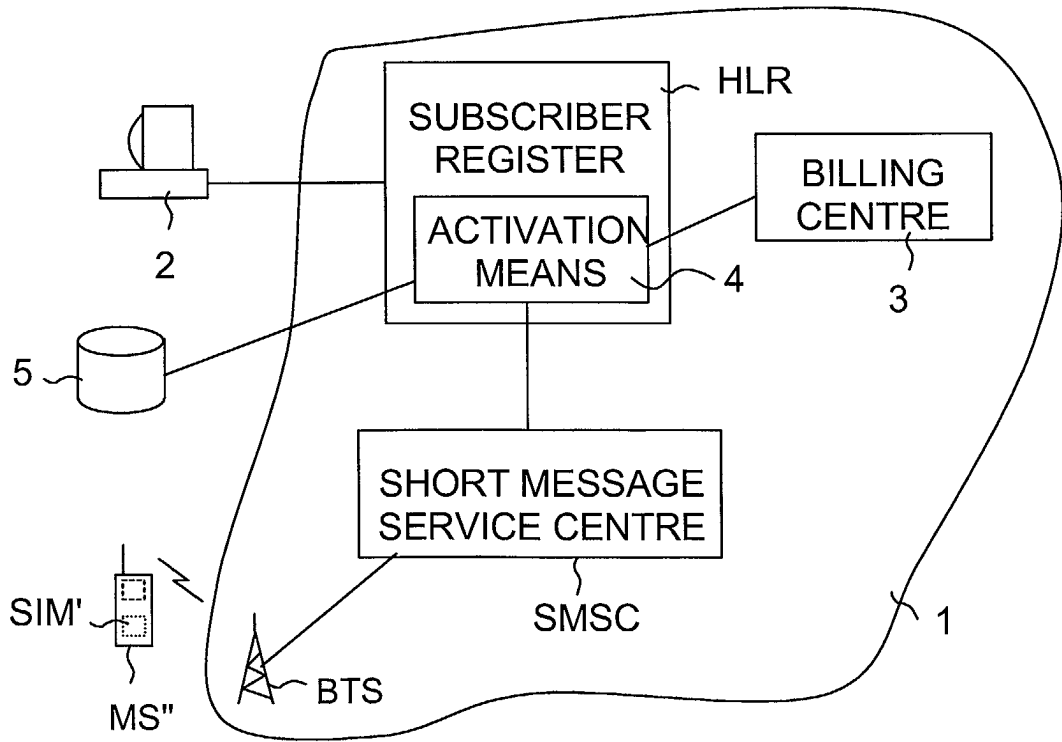 HLR
SUBSCRIBER
REGISTER
BILLING
CENTRE
3
2
ACTIVATION
MEANS
4
5
SHORT MESSAGE
SERVICE CENTRE
SMSC
1
SIM'
MS"
BTS